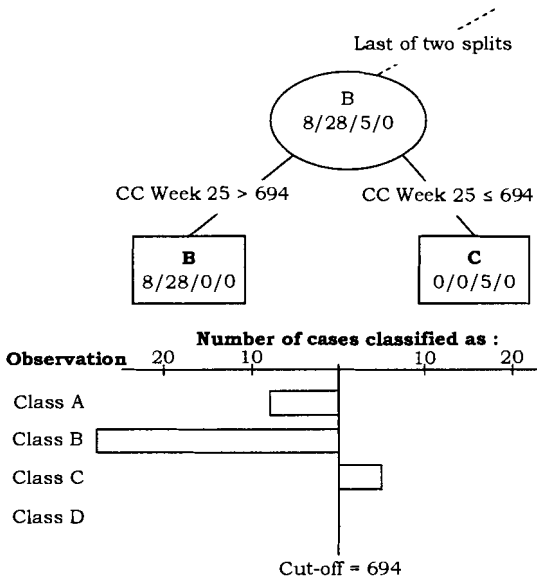 Last of two splits
B
8/28/5/0
CC Week 25 > 694
CC Week 25 ≤ 694
B
8/28/0/0
C
0/0/5/0
Number of cases classified as :
Observation 20 10 10 20
Class A
Class B
Class C
Class D
Cut-off = 694